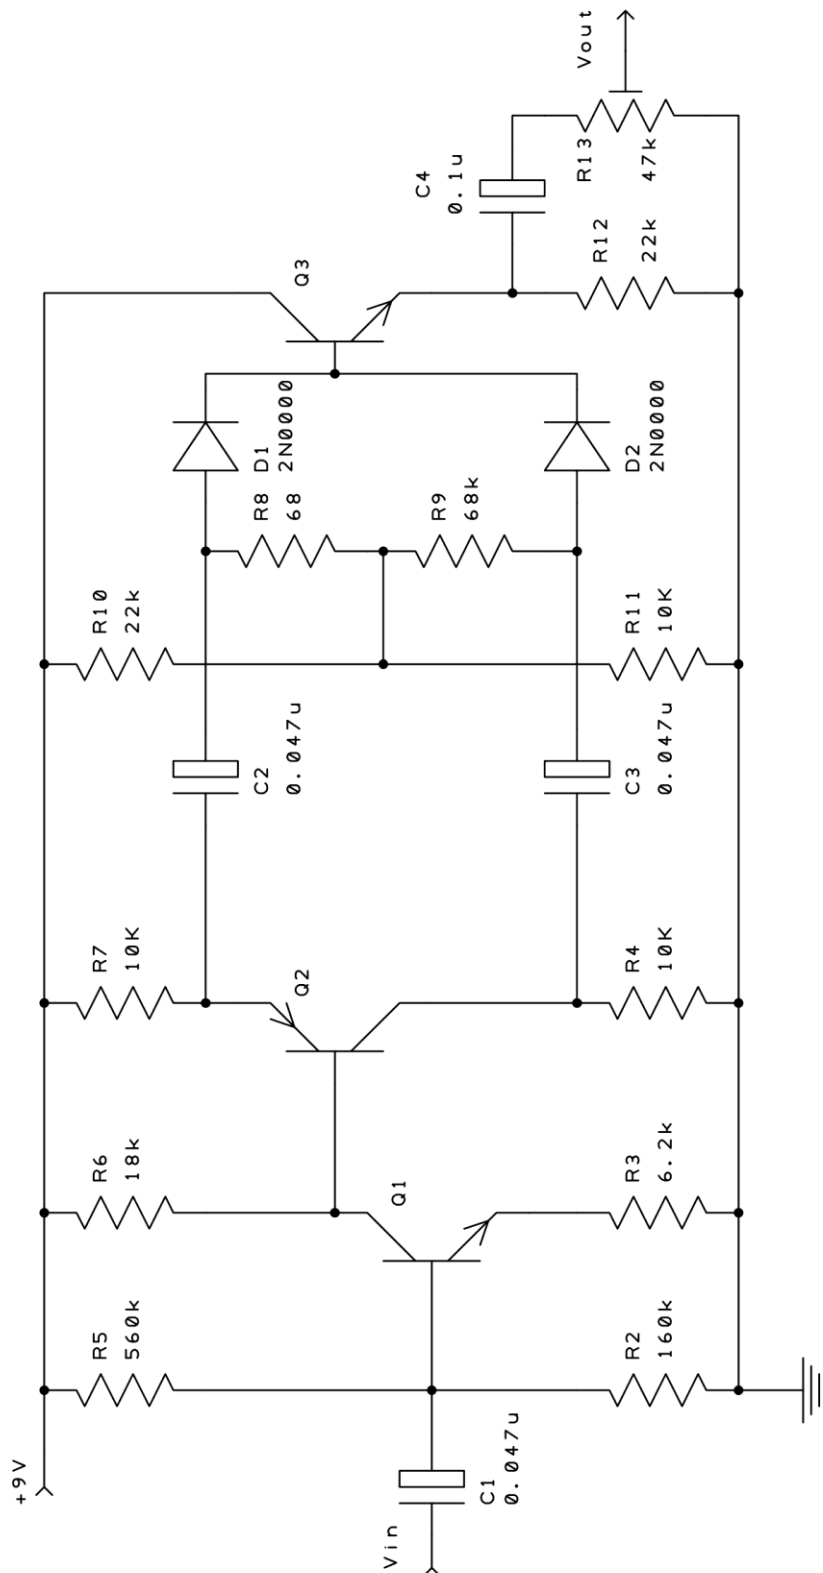 +9V
Vin
C1
0.047u
R5
560k
R2
160k
R6
18k
Q1
R3
6.2k
R7
10K
Q2
R4
10K
C2
0.047u
C3
0.047u
R10
22k
R11
10K
R8
68
R9
68k
D1
2N0000
D2
2N0000
Q3
C4
0.1u
R12
22k
R13
47k
Vout